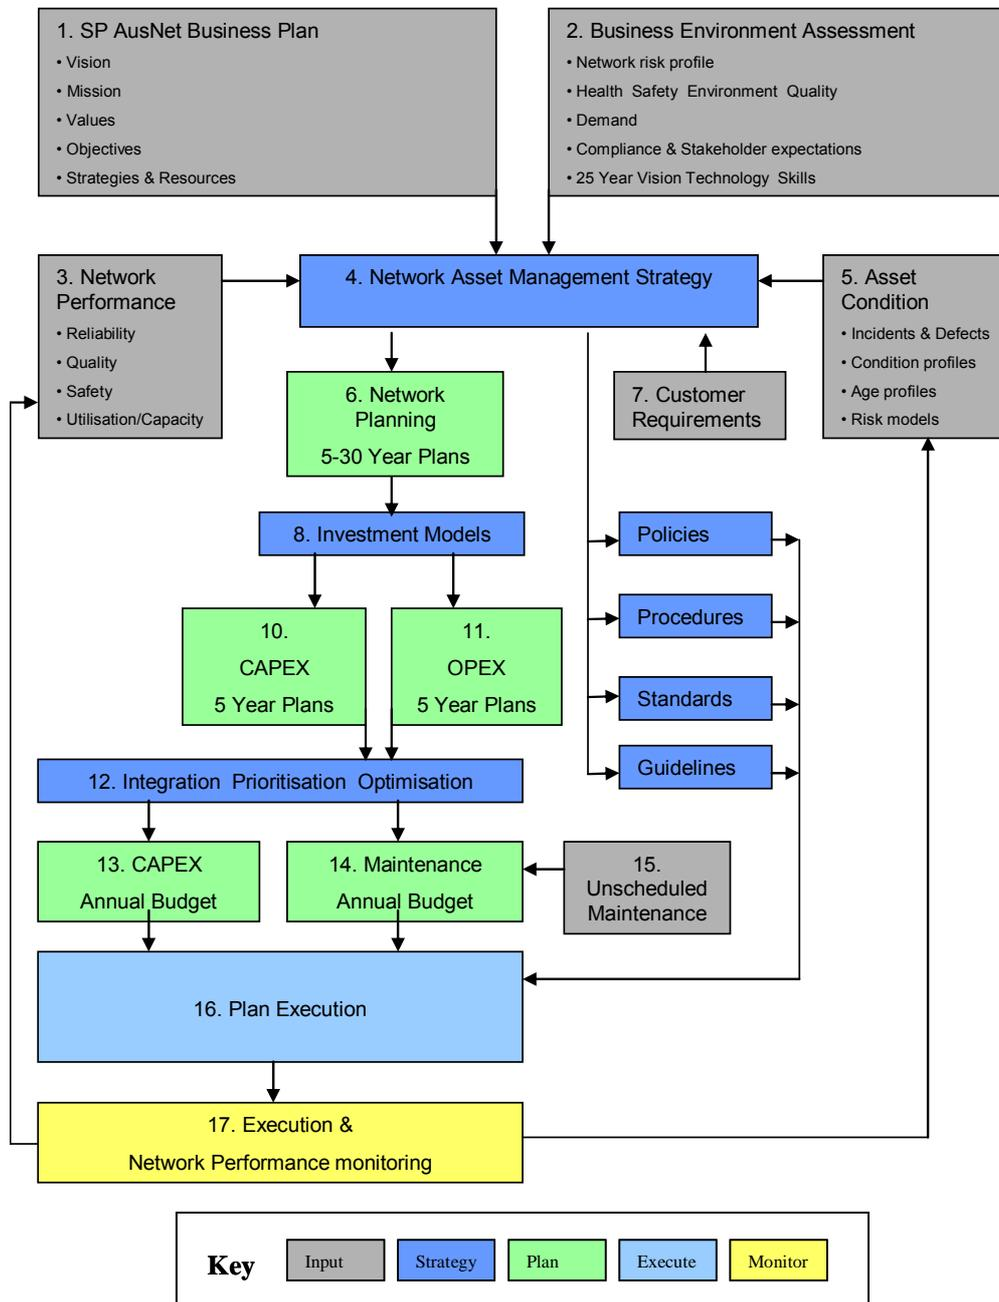 1. SP AusNet Business Plan
• Vision
• Mission
• Values
• Objectives
• Strategies & Resources
2. Business Environment Assessment
• Network risk profile
• Health Safety Environment Quality
• Demand
• Compliance & Stakeholder expectations
• 25 Year Vision Technology Skills
3. Network
Performance
• Reliability
• Quality
• Safety
• Utilisation/Capacity
4. Network Asset Management Strategy
5. Asset
Condition
• Incidents & Defects
• Condition profiles
• Age profiles
• Risk models
6. Network
Planning
5-30 Year Plans
7. Customer
Requirements
8. Investment Models
Policies
Procedures
Standards
Guidelines
10.
CAPEX
5 Year Plans
11.
OPEX
5 Year Plans
12. Integration Prioritisation Optimisation
13. CAPEX
Annual Budget
14. Maintenance
Annual Budget
15.
Unscheduled
Maintenance
16. Plan Execution
17. Execution &
Network Performance monitoring
Key
Input
Strategy
Plan
Execute
Monitor